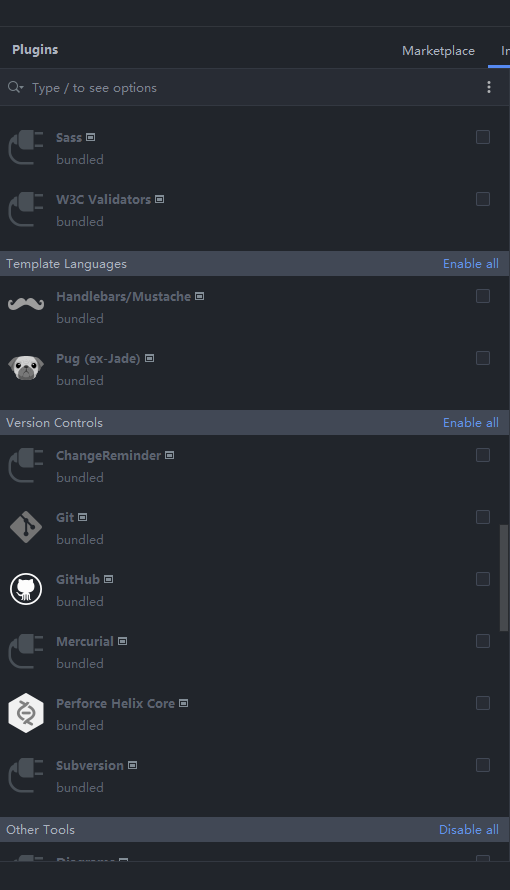 Plugins
Marketplace
Type / to see options
Sass
bundled
W3C Validators
bundled
Template Languages
Enable all
Handlebars/Mustache
bundled
Pug (ex-Jade)
bundled
Version Controls
Enable all
ChangeReminder
bundled
Git
bundled
GitHub
bundled
Mercurial
bundled
Perforce Helix Core
bundled
Subversion
bundled
Other Tools
Disable all